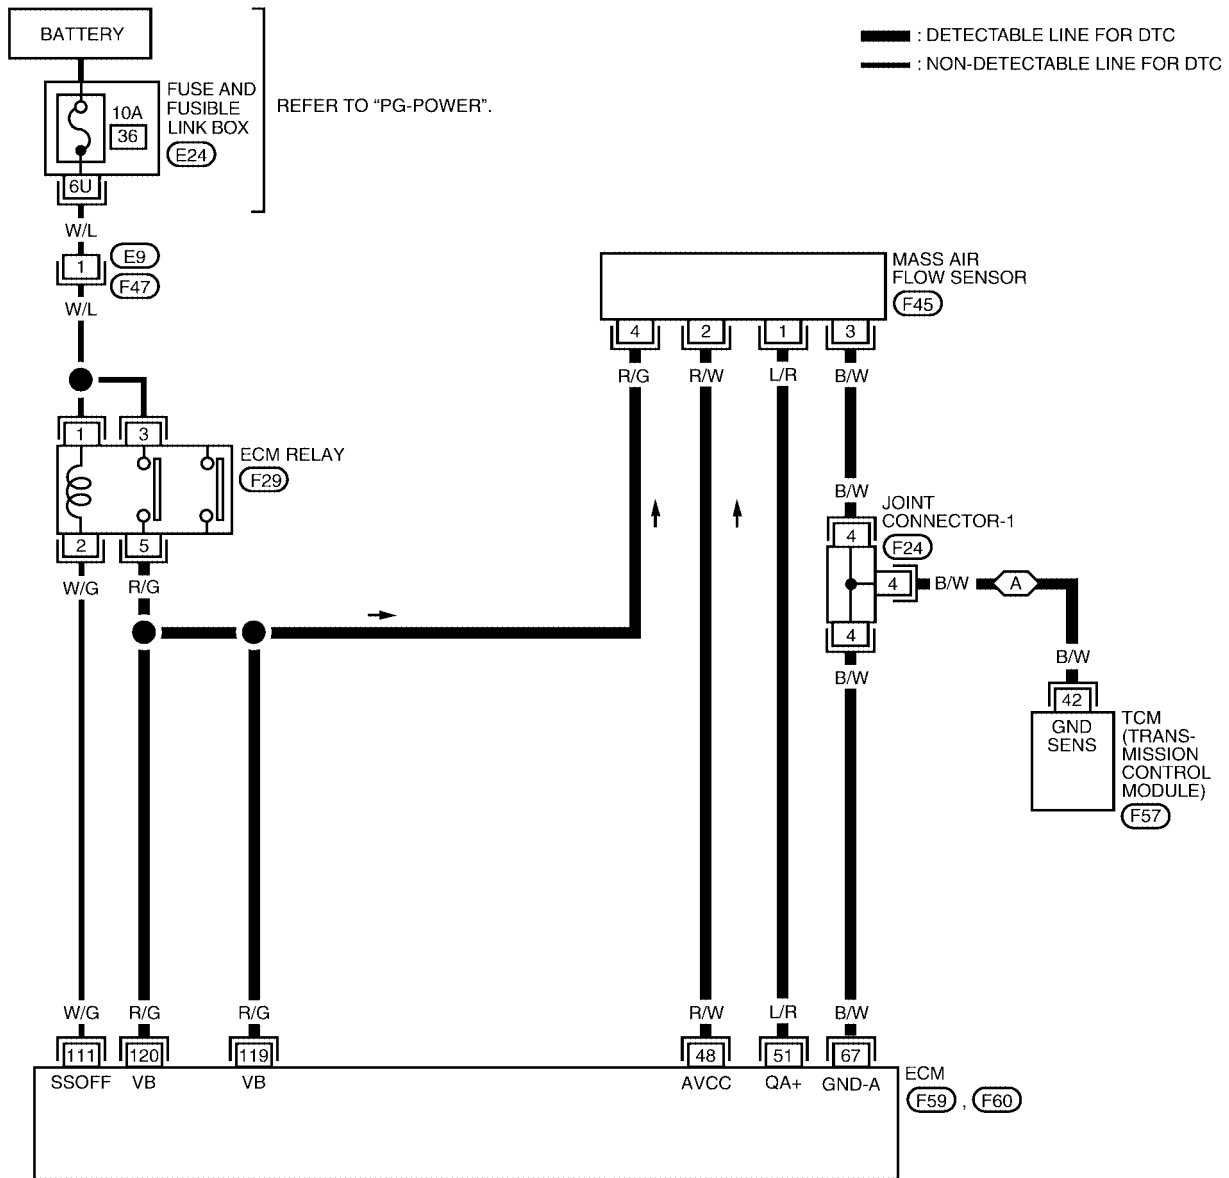 BATTERY
: DETECTABLE LINE FOR DTC
: NON-DETECTABLE LINE FOR DTC
FUSE AND
FUSIBLE
LINK BOX
E24
10A
36
REFER TO “PG-POWER”.
6U
W/L
1
E9
F47
W/L
MASS AIR
FLOW SENSOR
F45
4 2 1 3
R/G R/W L/R B/W
1 3
ECM RELAY
F29
2 5
W/G R/G
B/W
4
JOINT
CONNECTOR-1
F24
4
B/W
A
4
B/W
B/W
42
GND
SENS
TCM
(TRANS-
MISSION
CONTROL
MODULE)
F57
W/G R/G R/G R/W L/R B/W
111 120 119 48 51 67
SSOFF VB VB AVCC QA+ GND-A
ECM
F59 , F60